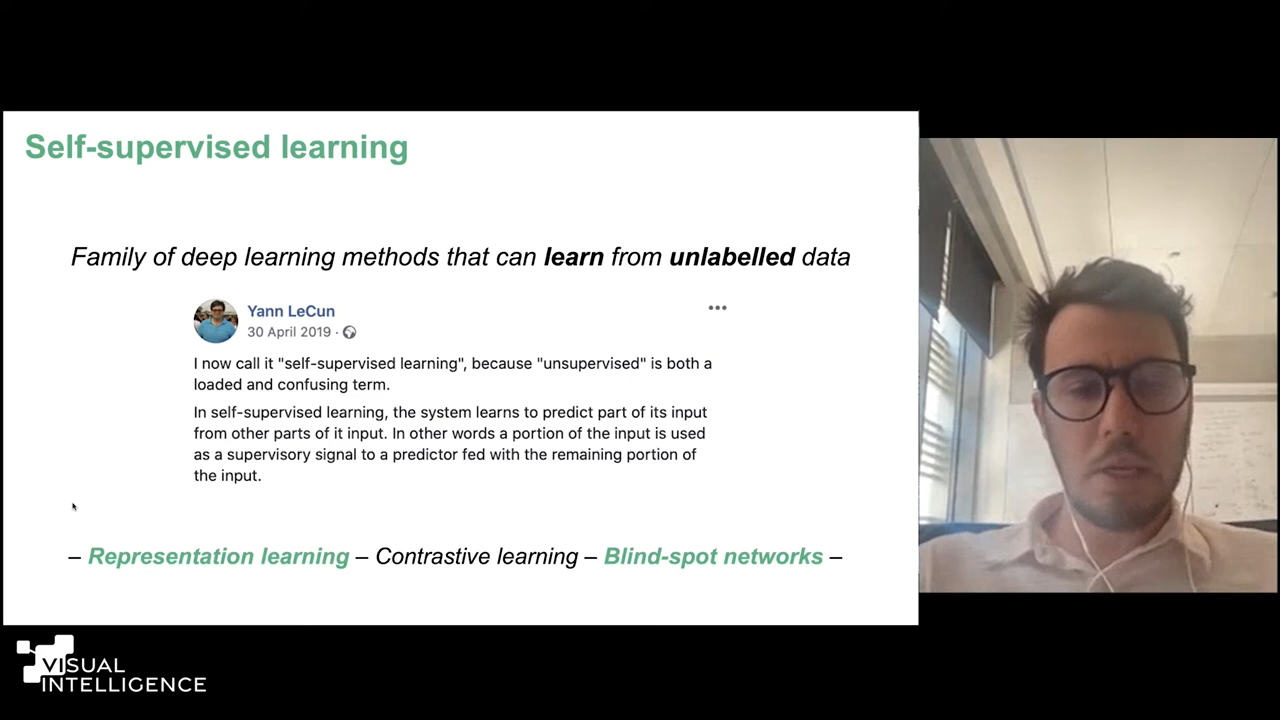 Self-supervised learning
Family of deep learning methods that can learn from unlabelled data
Yann LeCun
30 April 2019 ·
I now call it "self-supervised learning", because "unsupervised" is both a
loaded and confusing term.
In self-supervised learning, the system learns to predict part of its input
from other parts of it input. In other words a portion of the input is used
as a supervisory signal to a predictor fed with the remaining portion of
the input.
– Representation learning – Contrastive learning – Blind-spot networks –
VISUAL
INTELLIGENCE